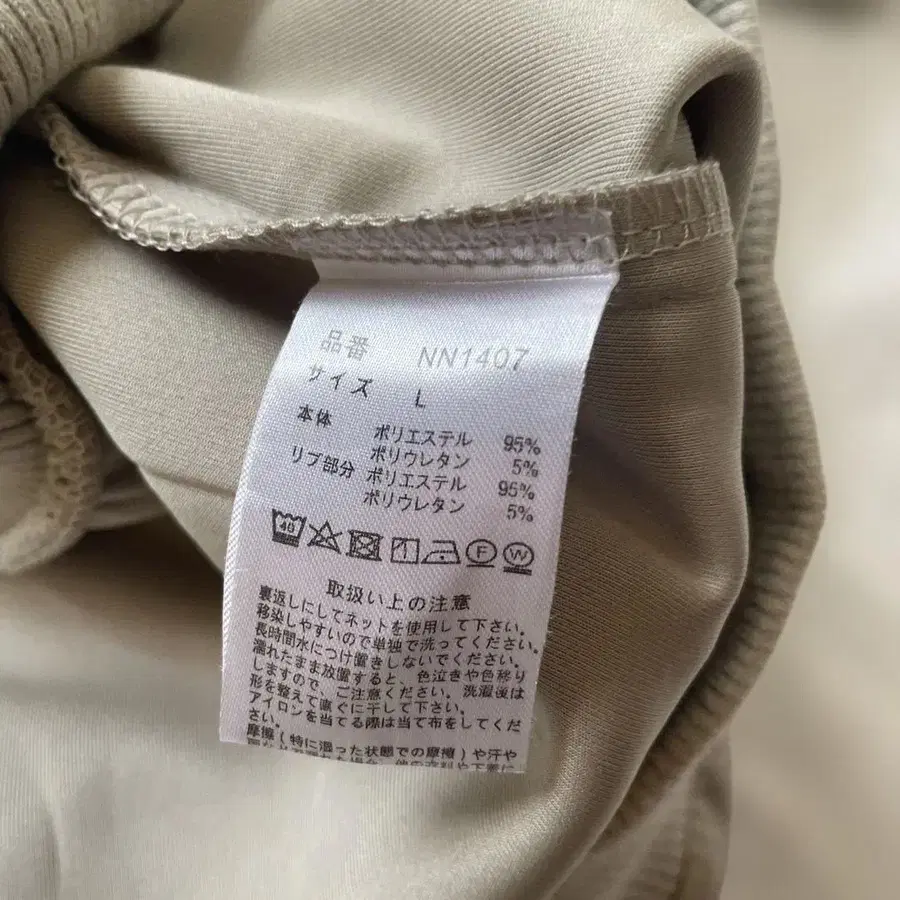 品番 NN1407
サイズ L
本体 ポリエステル 95%
ポリウレタン 5%
リブ部分 ポリエステル 95%
ポリウレタン 5%
40 F W
取扱い上の注意
裏返しにしてネットを使用して下さい。
移染しやすいので単独で洗ってください。
長時間水につけ置きしないでください。
濡れたまま放置すると、色泣きや色移り
しますので、ご注意ください。洗濯後は
形を整えて直ぐに干して下さい。
アイロンを当てる際は当て布をしてくだ
さい。
摩擦(特に湿った状態での摩擦)や汗や